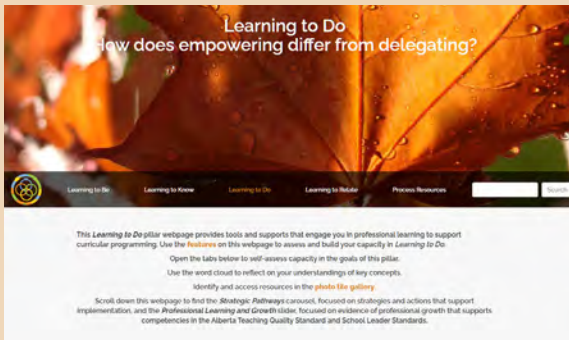 Learning to Do
How does empowering differ from delegating?
Learning to Be Learning to Know Learning to Do Learning to Relate Process Resources Search
This Learning to Do pillar webpage provides tools and supports that engage you in professional learning to support
curricular programming. Use the features on this webpage to assess and build your capacity in Learning to Do.
Open the tabs below to self-assess capacity in the goals of this pillar.
Use the word cloud to reflect on your understandings of key concepts.
Identify and access resources in the photo tile gallery.
Scroll down this webpage to find the Strategic Pathways carousel, focused on strategies and actions that support
implementation, and the Professional Learning and Growth slider, focused on evidence of professional growth that supports
competencies in the Alberta Teaching Quality Standard and School Leader Standards.